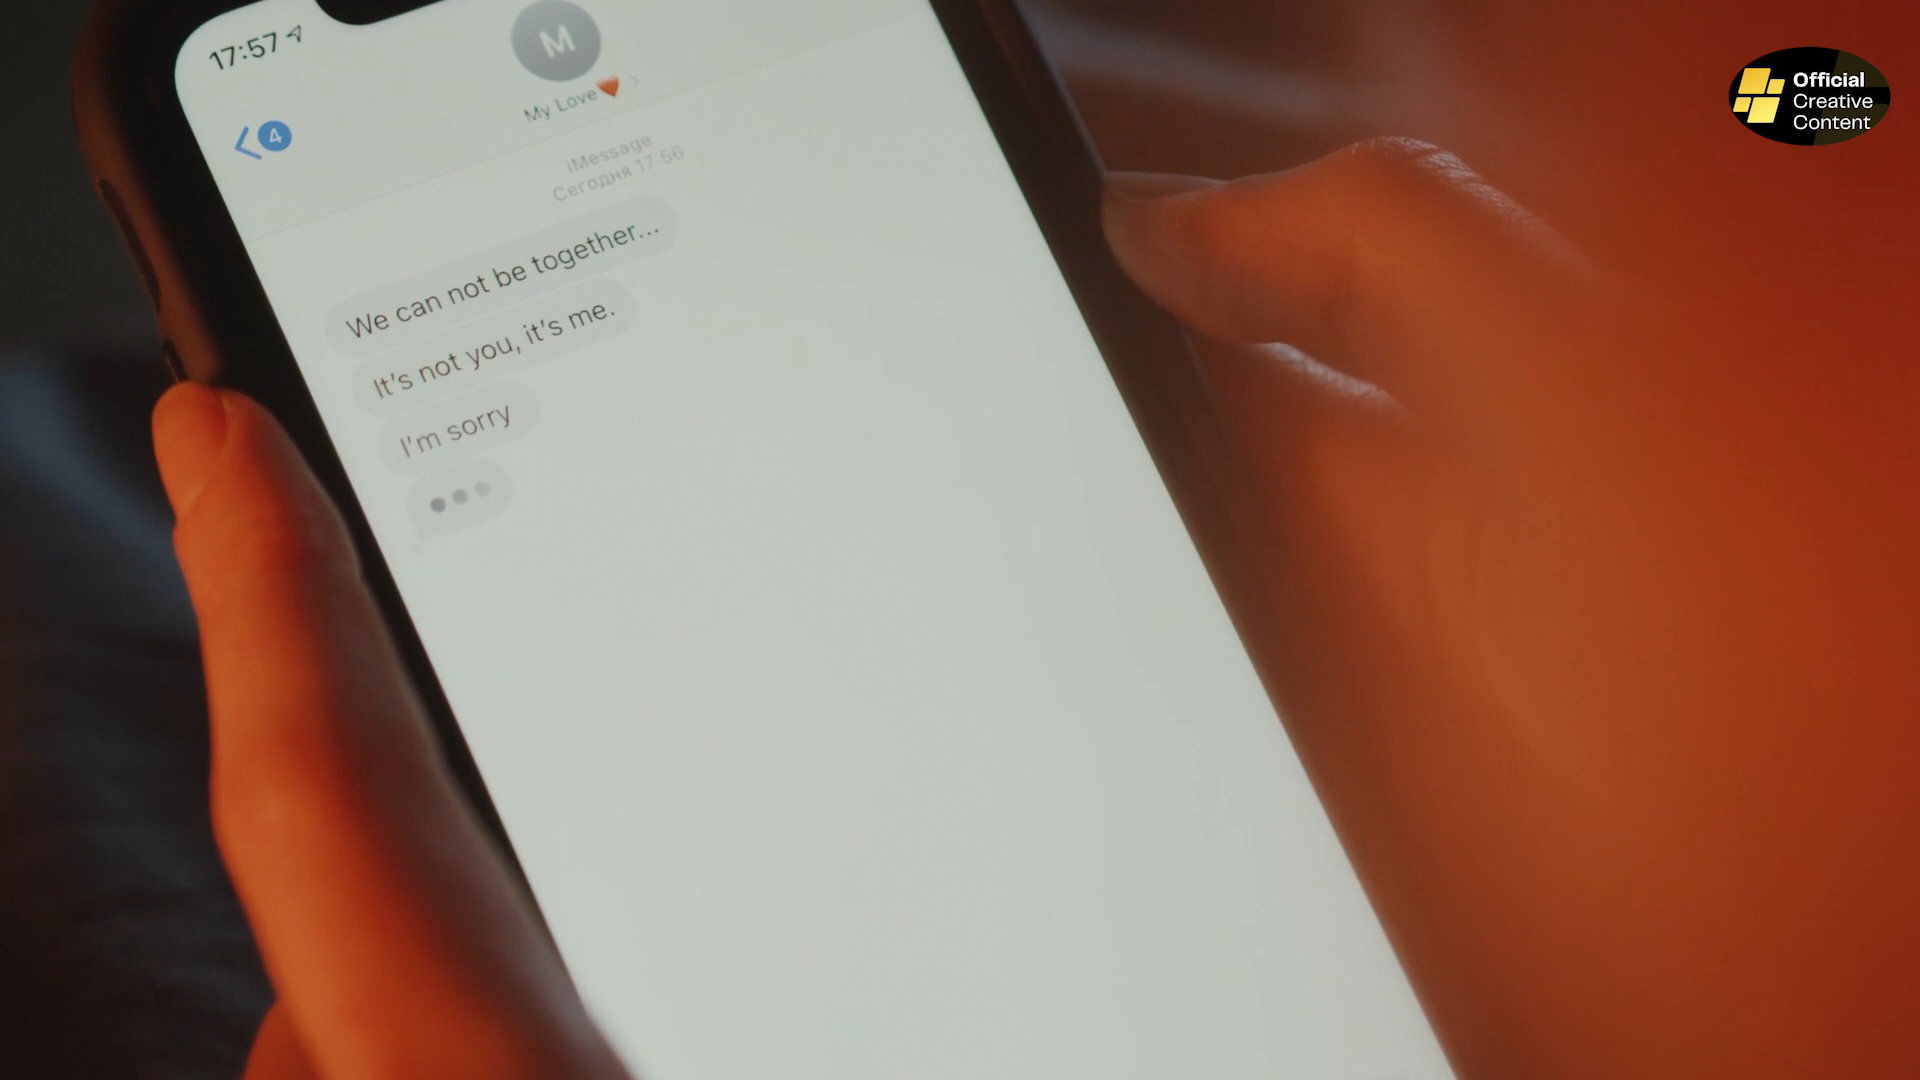 17:57
M
4
My Love❤️
iMessage
Сегодня 17:56
We can not be together...
It's not you, it's me.
I'm sorry
Official
Creative
Content